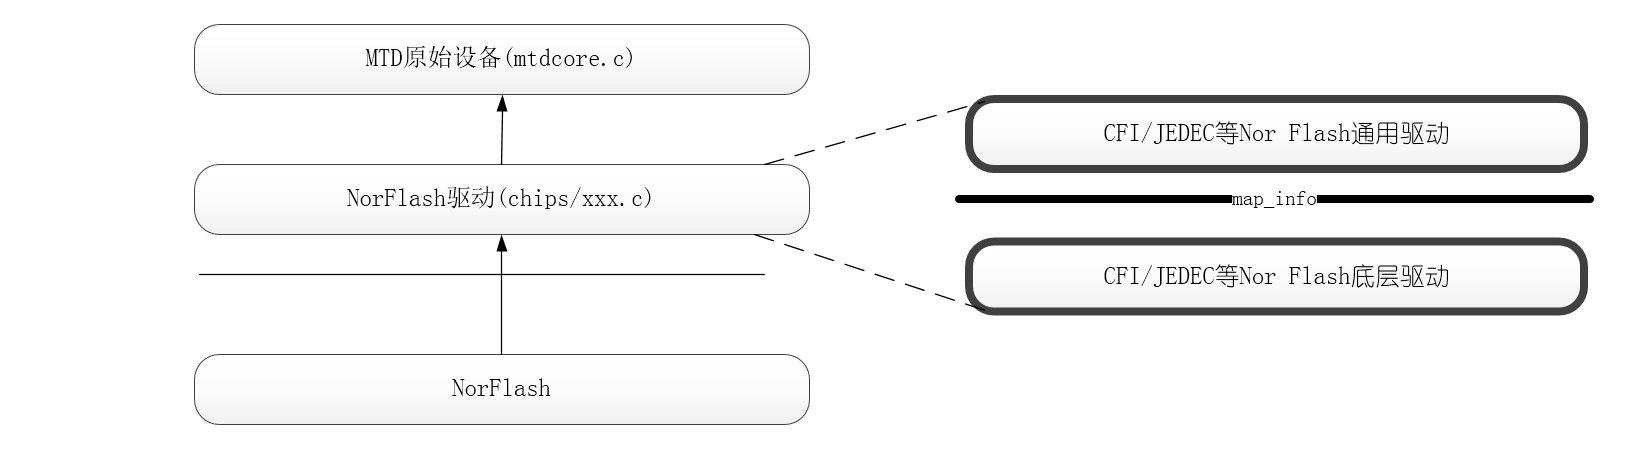 MTD原始设备(mtdcore.c)
NorFlash驱动(chips/xxx.c)
NorFlash
CFI/JEDEC等Nor Flash通用驱动
map_info
CFI/JEDEC等Nor Flash底层驱动